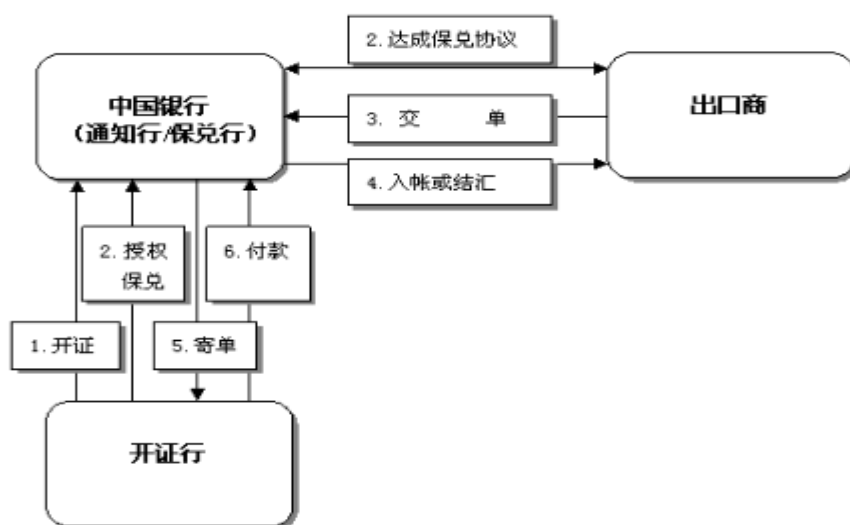 2. 达成保兑协议
中国银行
(通知行/保兑行)
3. 交 单
出口商
4. 入帐或结汇
2. 授权
保兑
6. 付款
1. 开证
5. 寄单
开证行